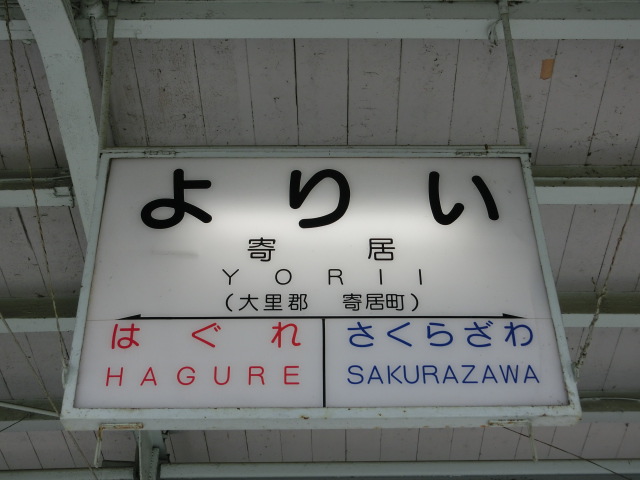 よりい
寄居
YORII
(大里郡 寄居町)
はぐれ さくらざわ
HAGURE SAKURAZAWA